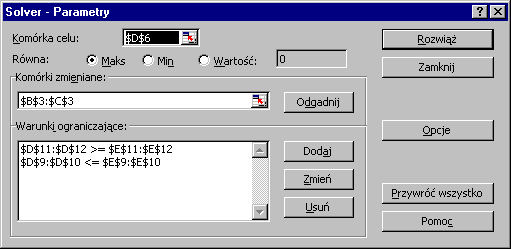 Solver - Parametry
Komórka celu: $D$6 Rozwiąż
Równa: Maks Min Wartość: 0 Zamknij
Komórki zmieniane:
$B$3:$C$3 Odgadnij
Warunki ograniczające: Opcje
$D$11:$D$12 >= $E$11:$E$12 Dodaj
$D$9:$D$10 <= $E$9:$E$10
Zmień
Przywróć wszystko
Usuń
Pomoc